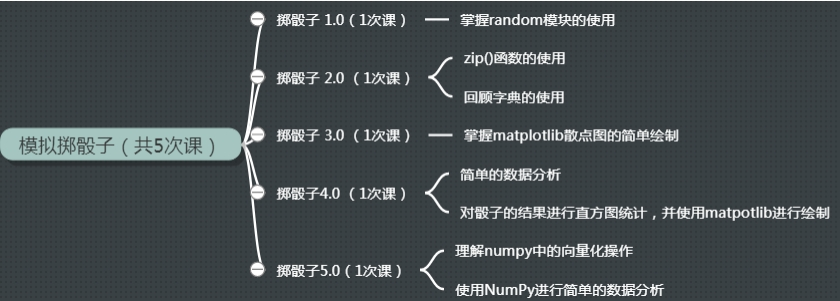 掷骰子 1.0（1次课）
掌握random模块的使用
掷骰子 2.0 （1次课）
zip()函数的使用
回顾字典的使用
模拟掷骰子（共5次课）
掷骰子 3.0 （1次课）
掌握matplotlib散点图的简单绘制
掷骰子4.0 （1次课）
简单的数据分析
对骰子的结果进行直方图统计，并使用matpotlib进行绘制
掷骰子5.0（1次课）
理解numpy中的向量化操作
使用NumPy进行简单的数据分析